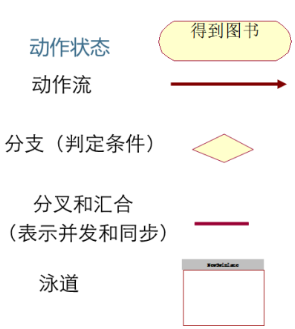 得到图书
动作状态
动作流
分支（判定条件）
分叉和汇合
（表示并发和同步）
泳道